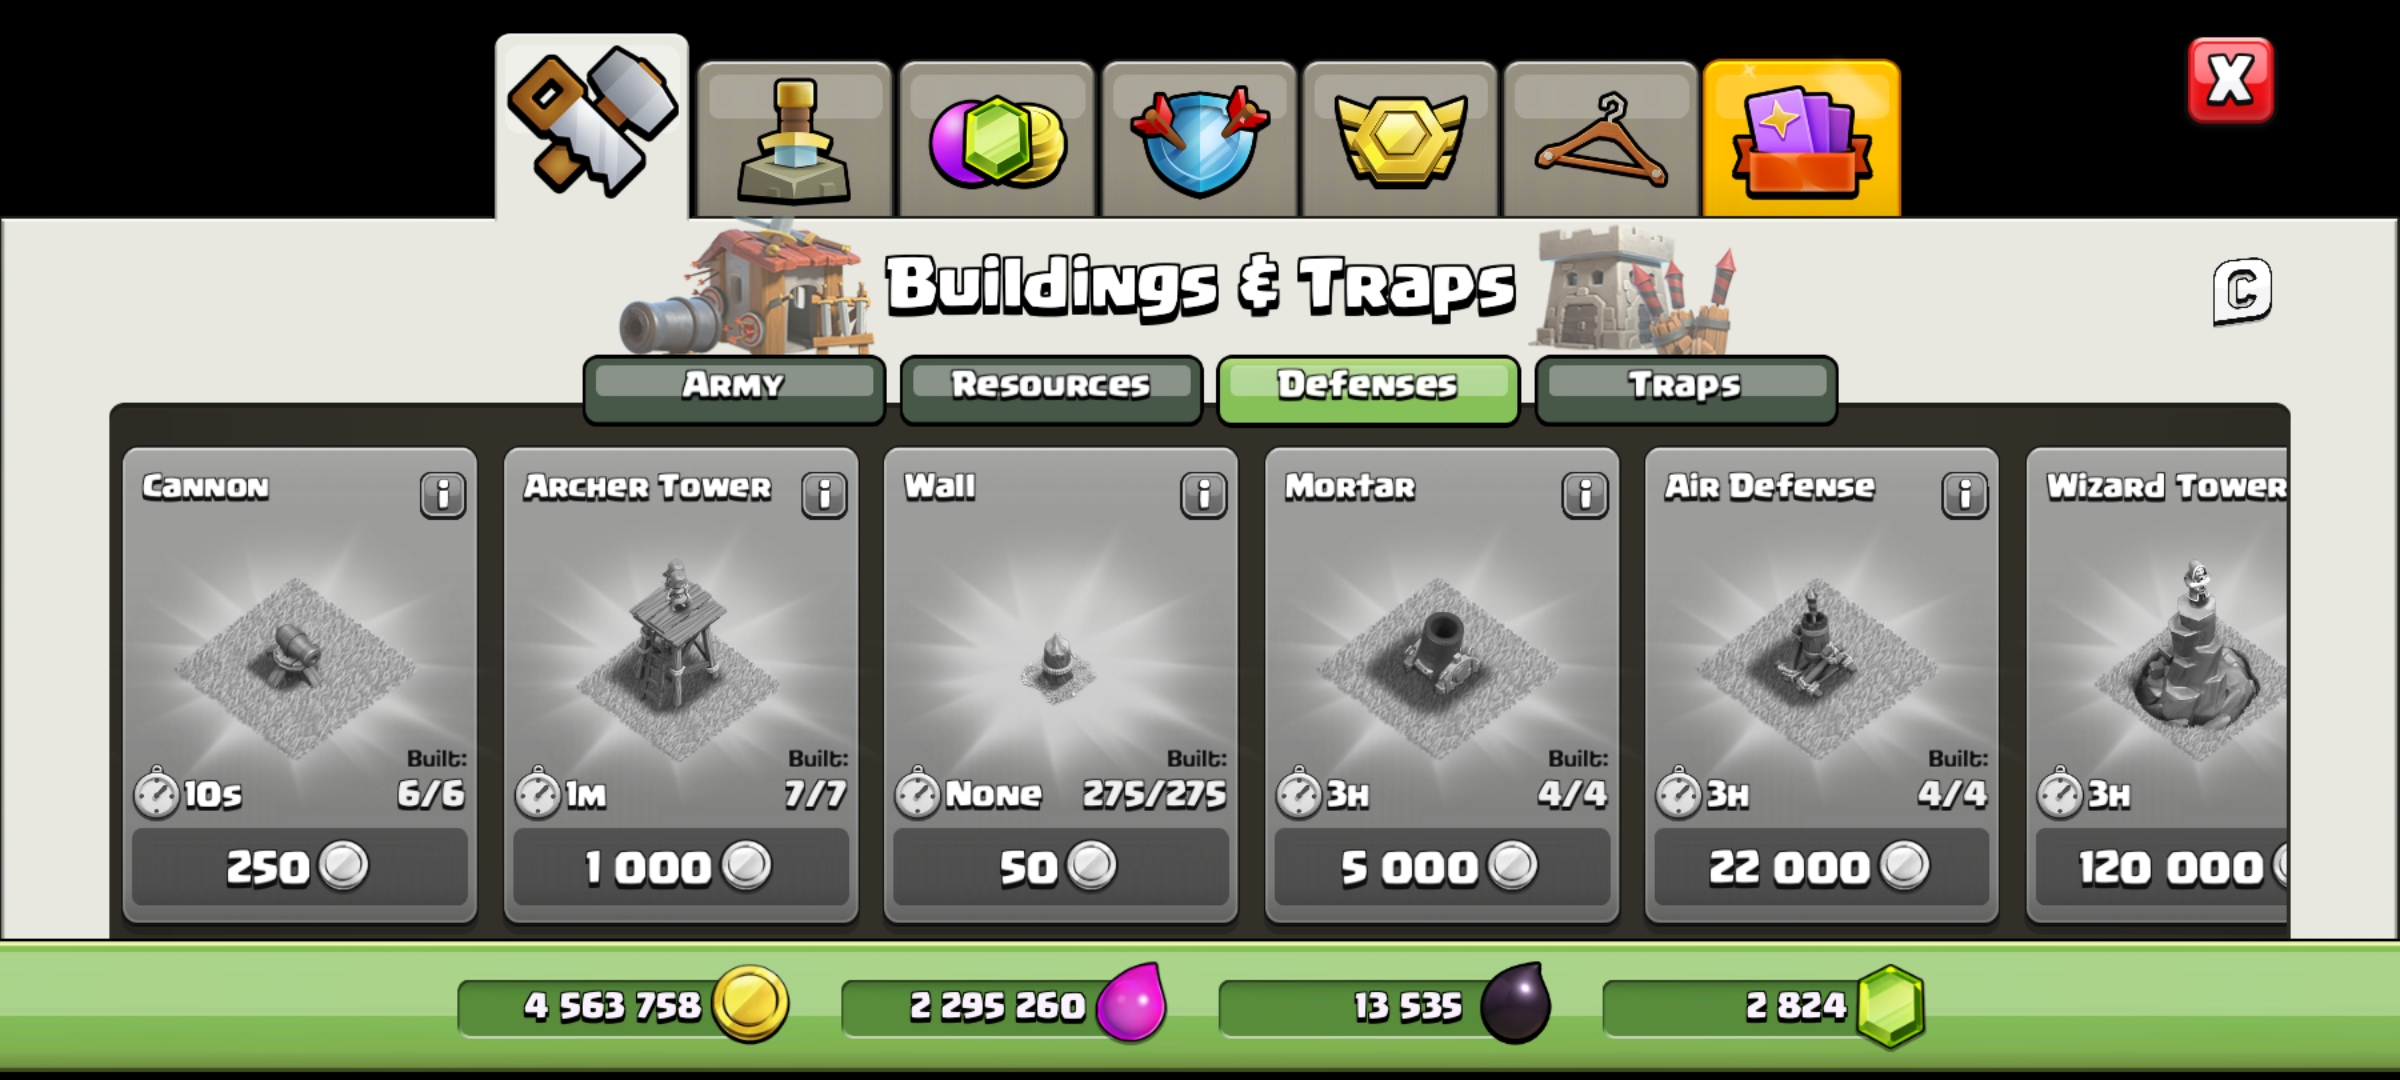 X
Buildings & Traps
C
Army
Resources
Defenses
Traps
Cannon
i
Built:
10s
6/6
250
Archer Tower
i
Built:
1m
7/7
1 000
Wall
i
Built:
None
275/275
50
Mortar
i
Built:
3h
4/4
5 000
Air Defense
i
Built:
3h
4/4
22 000
Wizard Tower
3h
120 000
4 563 758
2 295 260
13 535
2 824